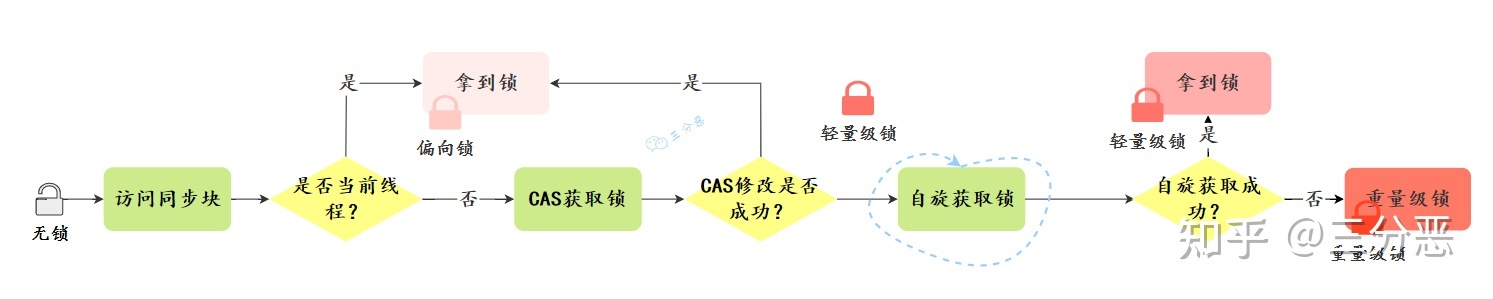 是
拿到锁
偏向锁
是
三分恶
轻量级锁
拿到锁
轻量级锁
是
无锁
访问同步块
是否当前线
程？
否
CAS获取锁
CAS修改是否
成功？
自旋获取锁
自旋获取成
功？
否
重量级锁
重量级锁
知乎 @三分恶